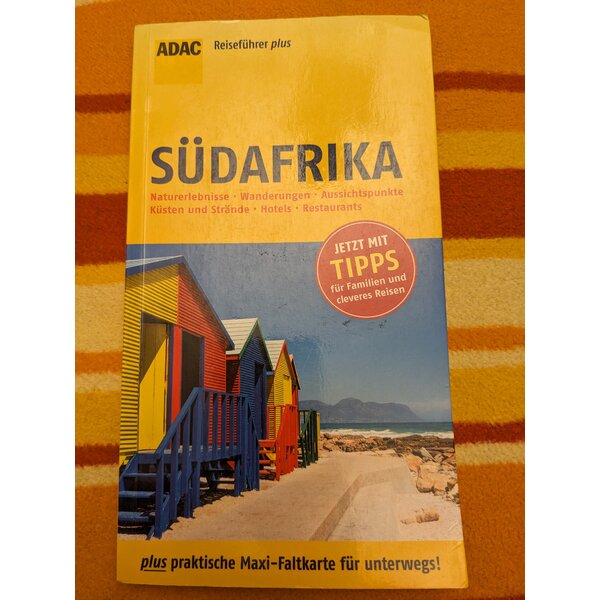 ADAC Reiseführer plus
SÜDAFRIKA
Naturerlebnisse • Wanderungen • Aussichtspunkte
Küsten und Strände • Hotels • Restaurants
JETZT MIT
TIPPS
für Familien und
cleveres Reisen
plus praktische Maxi-Faltkarte für unterwegs!